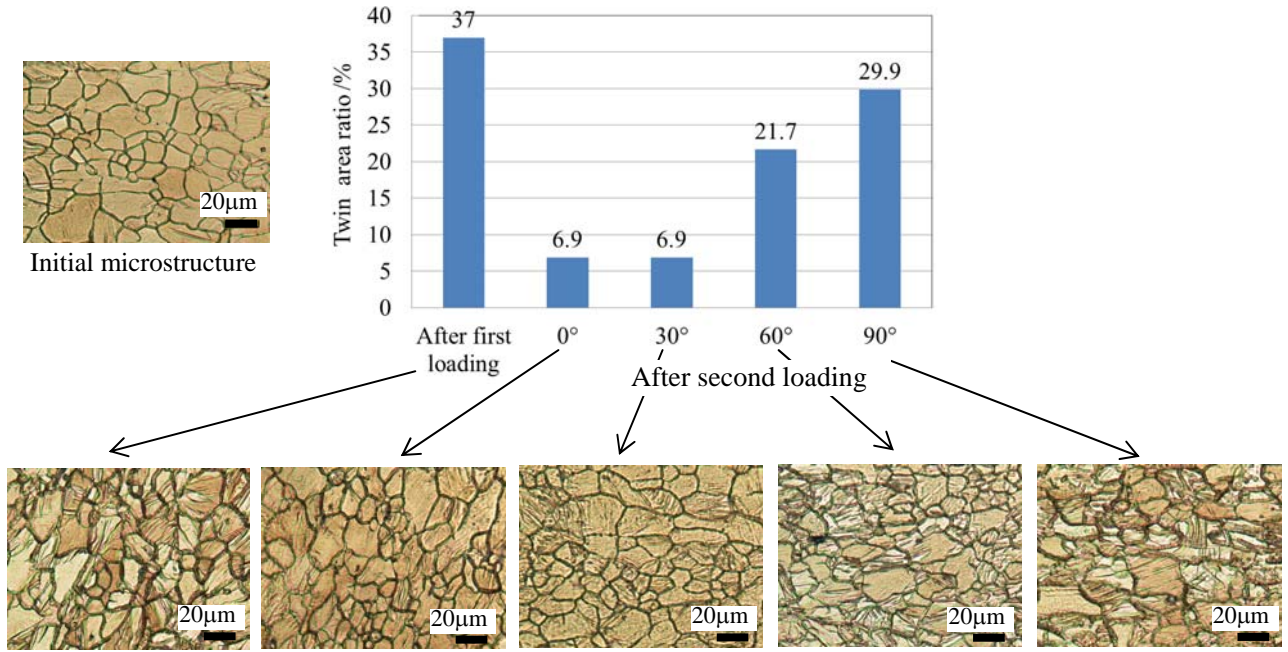 40
35
30
25
20
15
10
5
0
Twin area ratio /%
37
6.9
6.9
21.7
29.9
After first
loading
0°
30°
60°
90°
After second loading
20μm
Initial microstructure
20μm
20μm
20μm
20μm
20μm